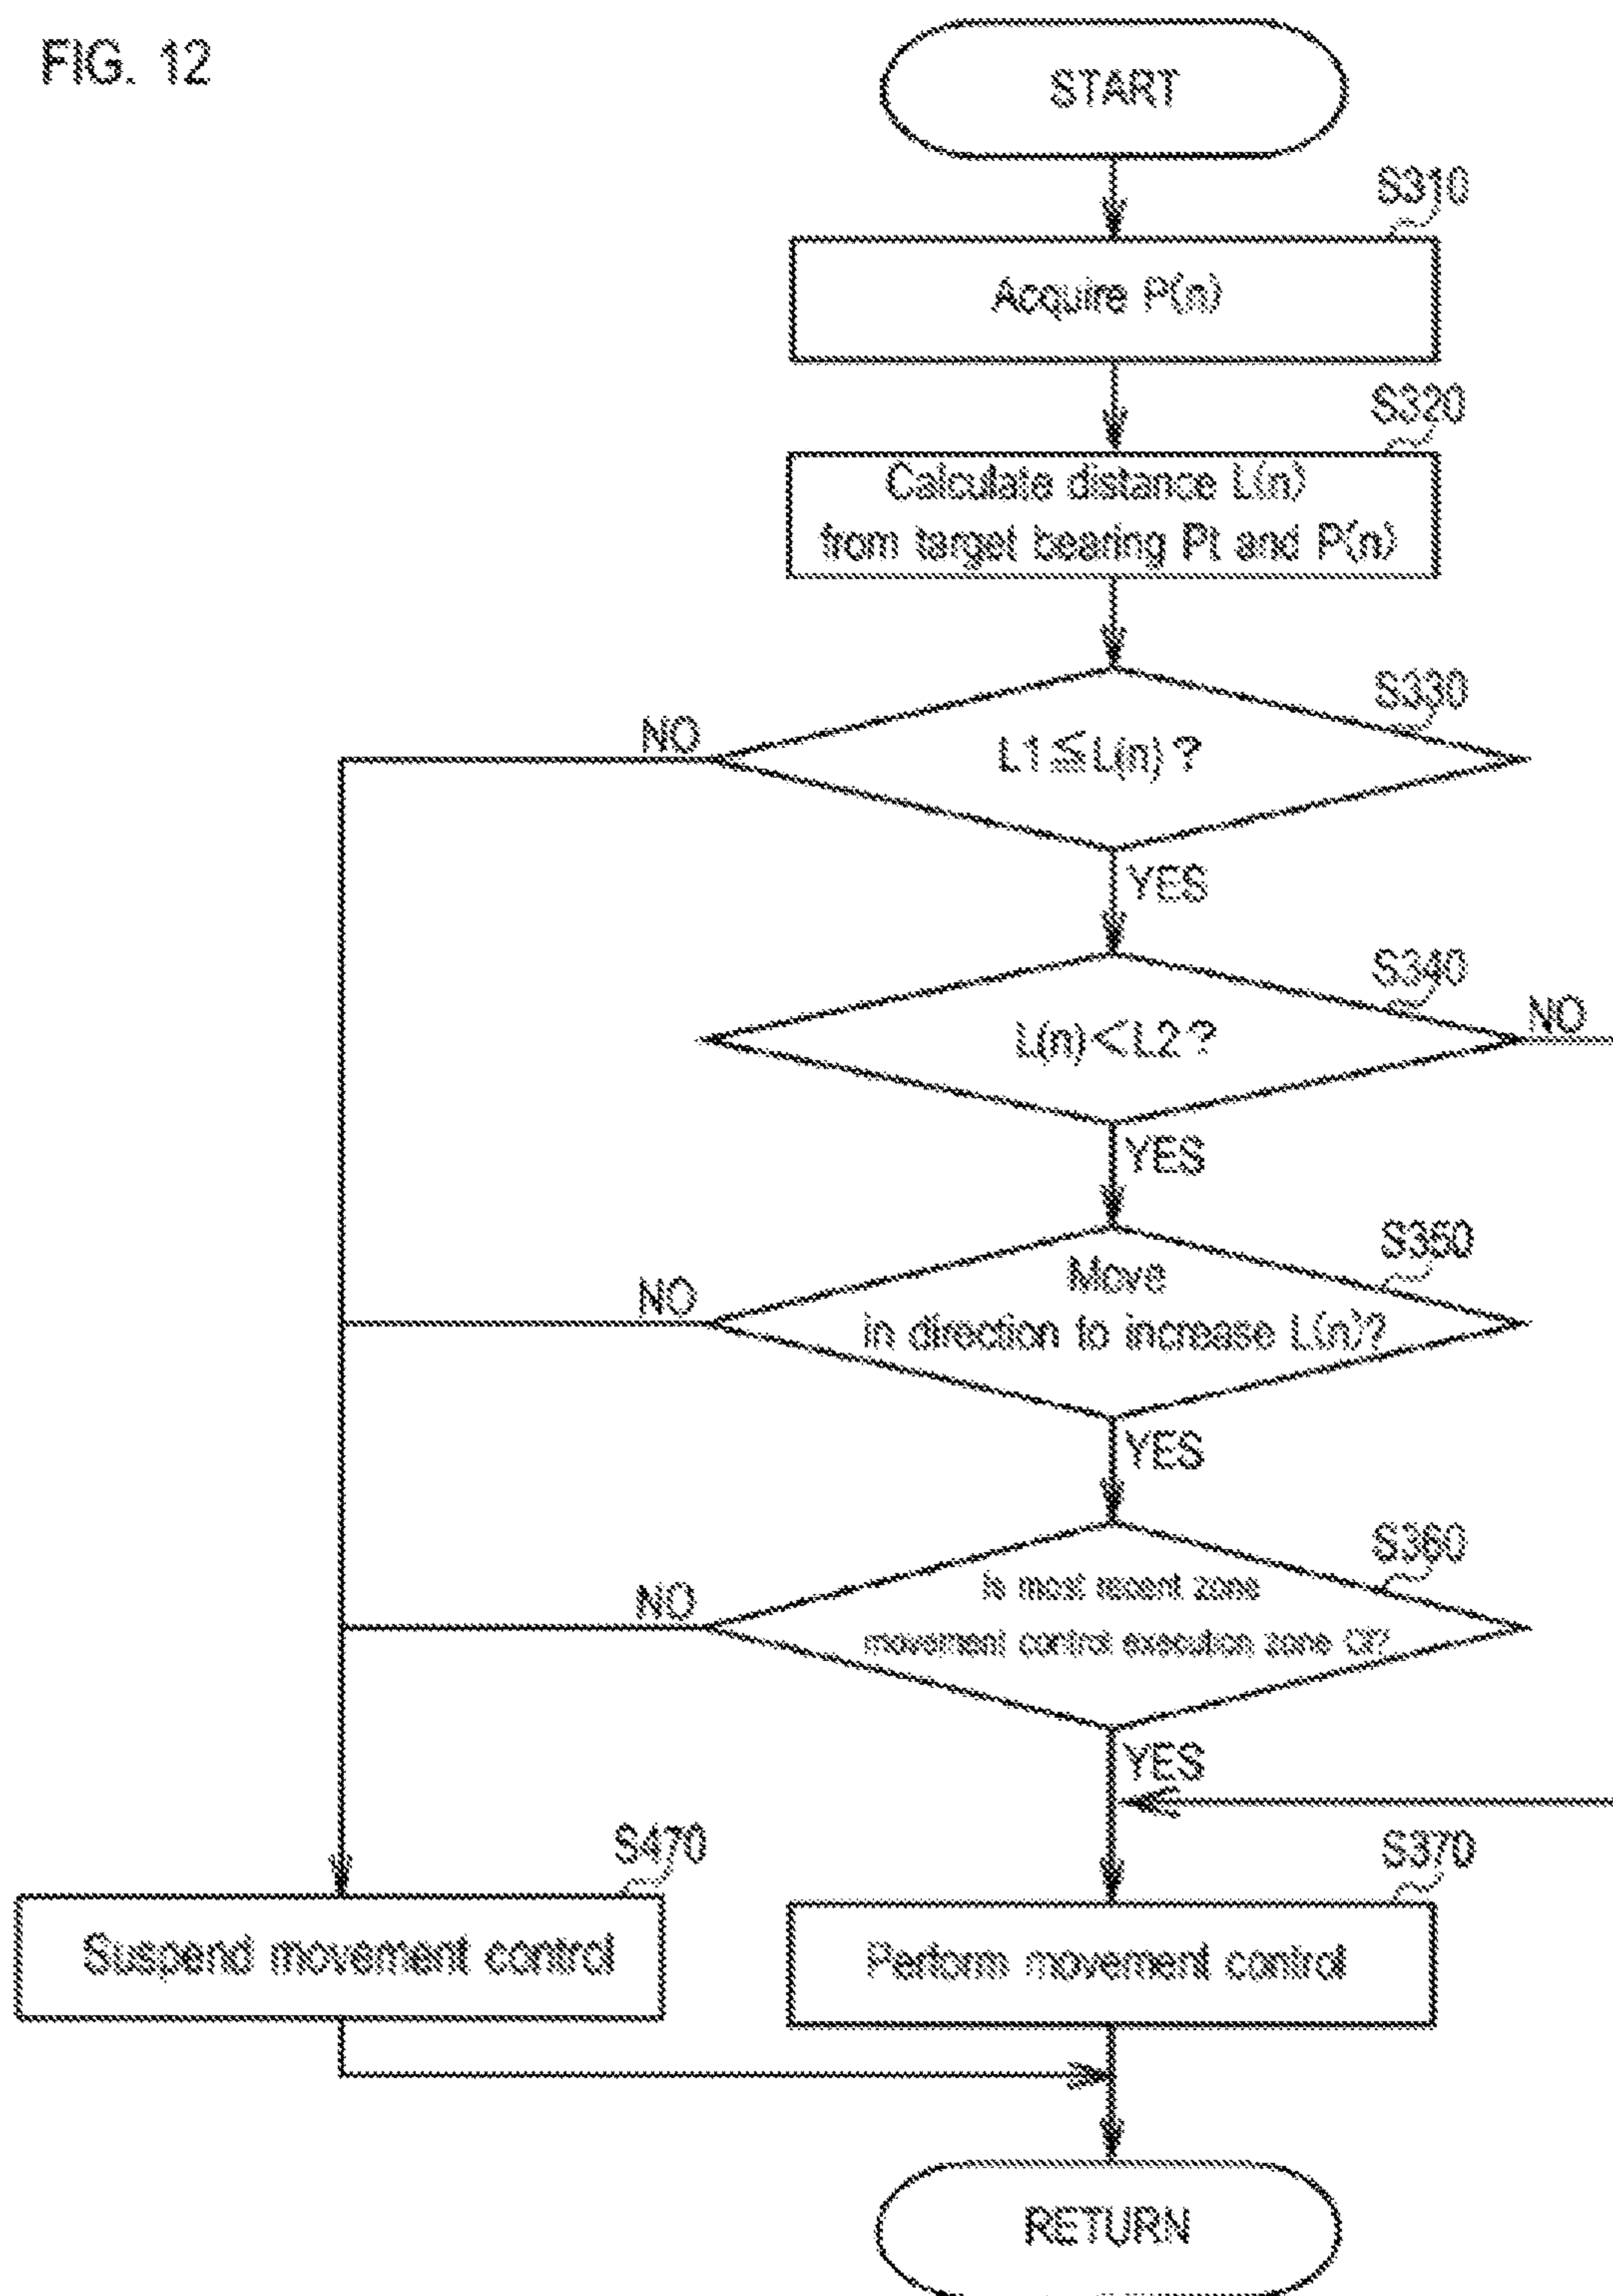 FIG. 12
START
S310
Acquire P(n)
S320
Calculate distance L(n)
from target bearing Pt and P(n)
S330
NO
L1≦L(n)?
YES
S340
NO
L(n)<L2?
YES
S350
NO
Move
in direction to increase L(n)?
YES
S360
NO
Is most recent zone
movement control execution zone Cf?
YES
S470
S370
Suspend movement control
Perform movement control
RETURN